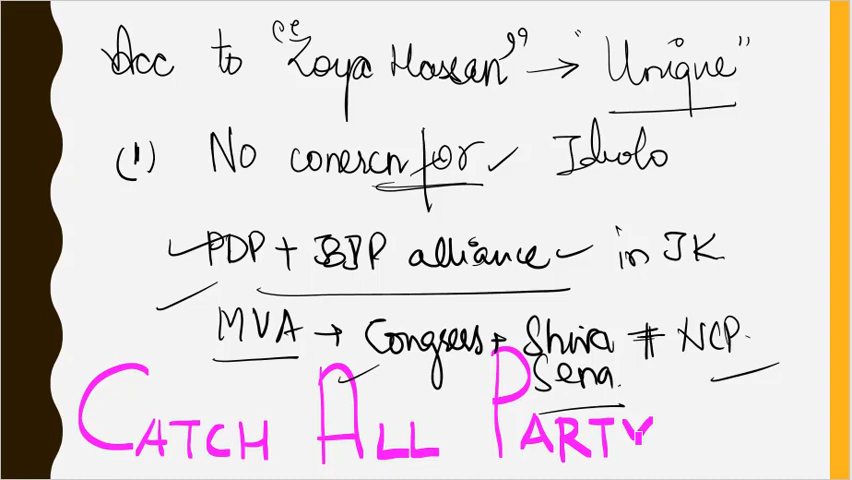 Acc to "Zoya Hassan" → "Unique"
(1) No conercn for Ideolo
PDP + BJP alliance in JK
MVA → Congress + Shiva Sena # NCP.
CATCH ALL PARTY